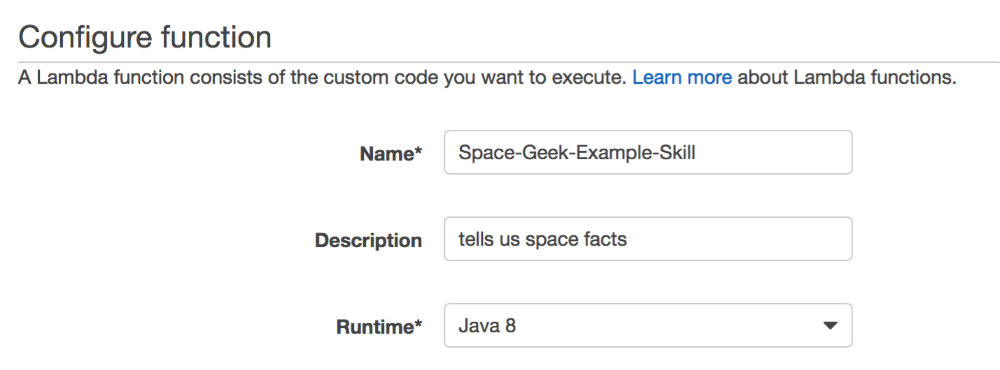 Configure function
A Lambda function consists of the custom code you want to execute. Learn more about Lambda functions.
Name* Space-Geek-Example-Skill
Description tells us space facts
Runtime* Java 8